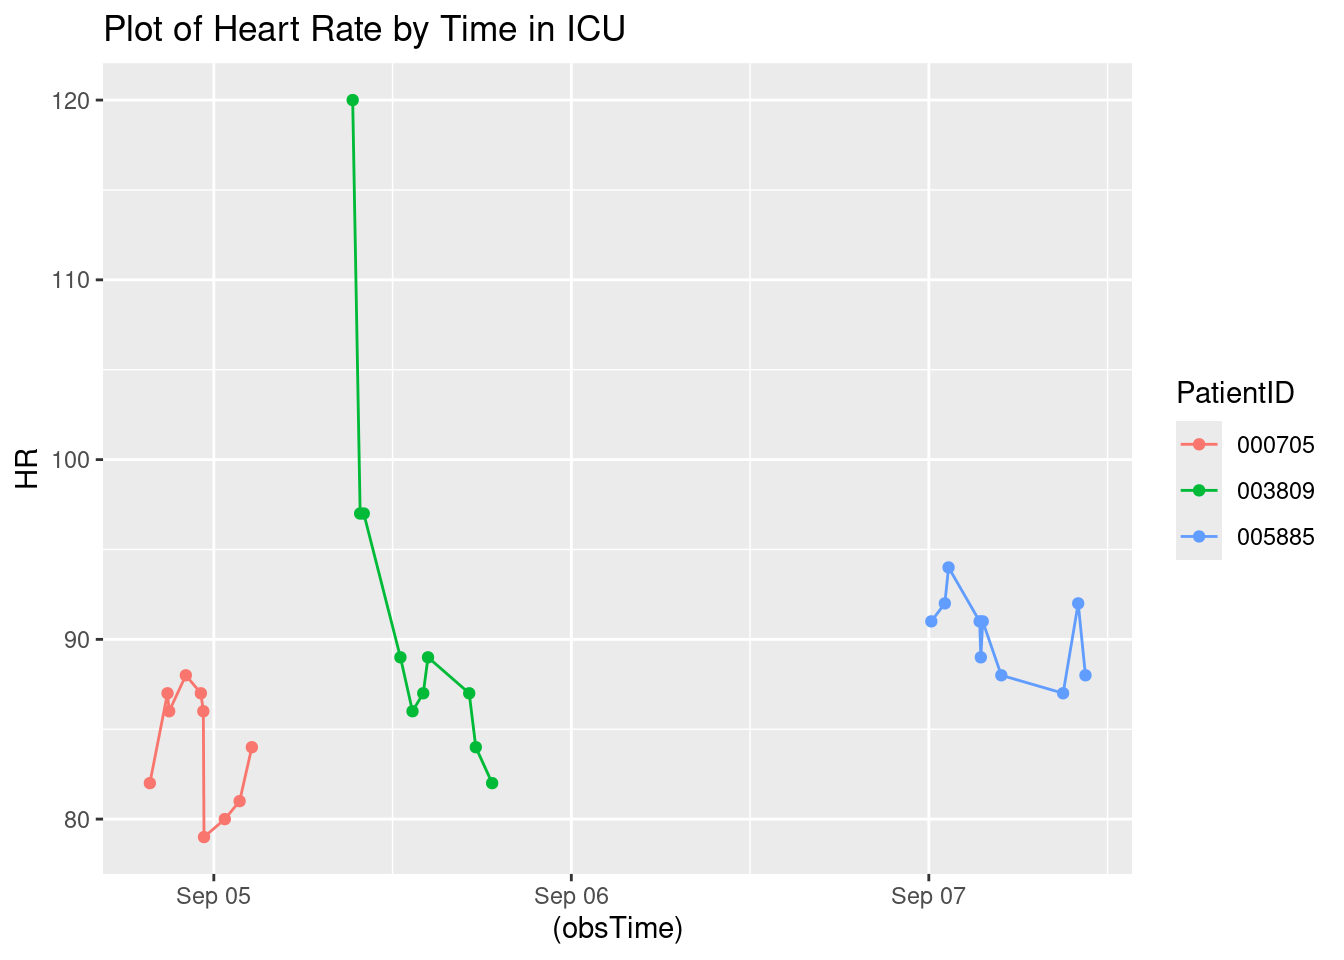 Plot of Heart Rate by Time in ICU
120
110
100
90
80
HR
Sep 05
Sep 06
Sep 07
(obsTime)
PatientID
000705
003809
005885